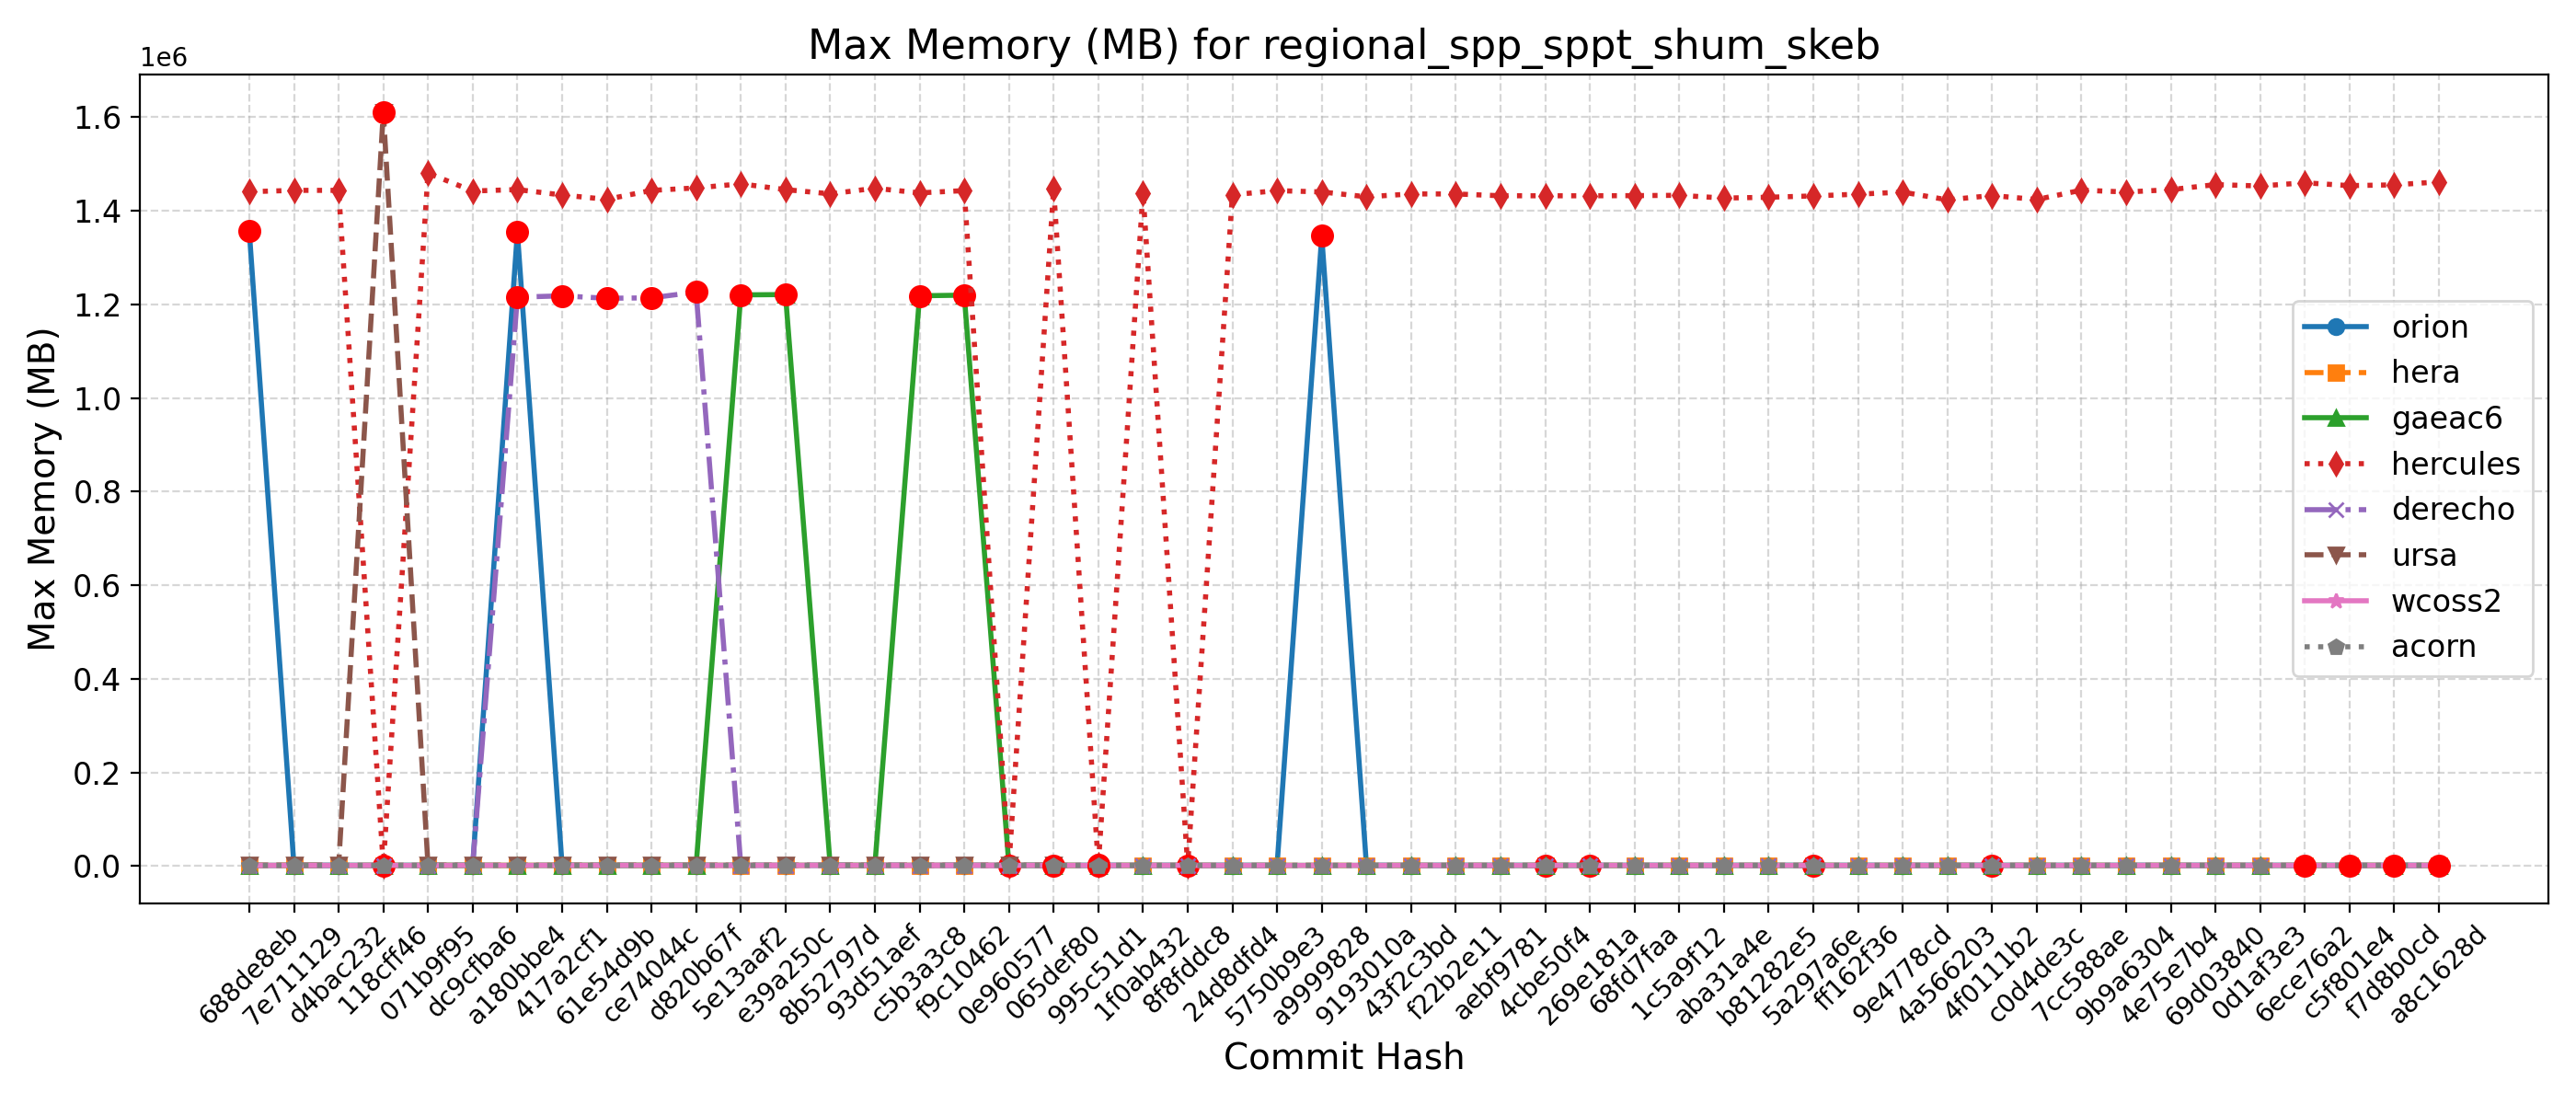 Max Memory (MB) for regional_spp_sppt_shum_skeb
1e6
1.6
1.4
1.2
1.0
0.8
0.6
0.4
0.2
0.0
Max Memory (MB)
orion
hera
gaeac6
hercules
derecho
ursa
wcoss2
acorn
688de8eb
7e711129
d4bac232
118cff46
071b9f95
dc9cfba6
a180bbe4
417a2cf1
61e54d9b
ce74044c
d820b67f
5e13aaf2
e39a250c
8b52797d
93d51aef
c5b3a3c8
f9c10462
0e960577
065def80
995c51d1
1f0ab432
8f8fddc8
24d8dfd4
5750b9e3
a9999828
9193010a
43f2c3bd
f22b2e11
aebf9781
4cbe50f4
269e181a
68fd7faa
1c5a9f12
aba31a4e
b81282e5
5a297a6e
ff162f36
9e4778cd
4a566203
4f0111b2
c0d4de3c
7cc588ae
9b9a6304
4e75e7b4
69d03840
0d1af3e3
6ece76a2
c5f801e4
f7d8b0cd
a8c1628d
Commit Hash